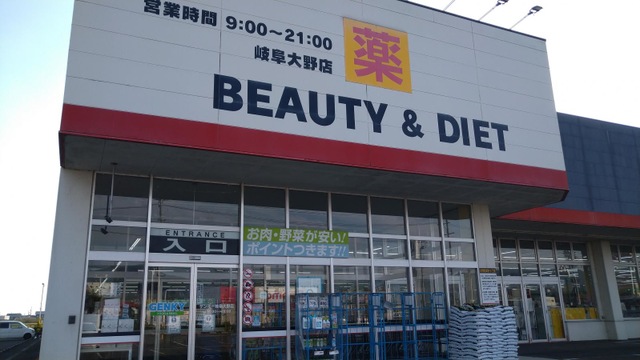 営業時間 9:00～21:00
岐阜大野店
薬
BEAUTY & DIET
ENTRANCE
入口
お肉・野菜が安い!
ポイントつきます!!
GENKY